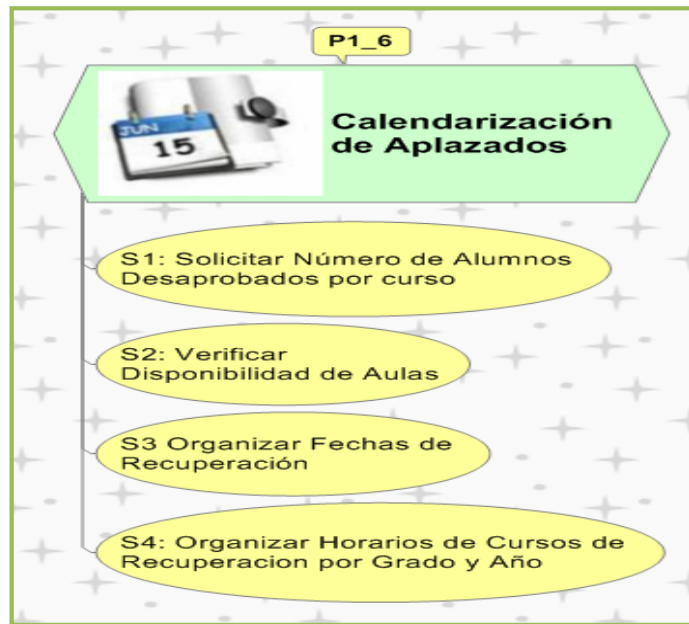 P1_6
JUN
15
Calendarización
de Aplazados
S1: Solicitar Número de Alumnos
Desaprobados por curso
S2: Verificar
Disponibilidad de Aulas
S3 Organizar Fechas de
Recuperación
S4: Organizar Horarios de Cursos de
Recuperacion por Grado y Año